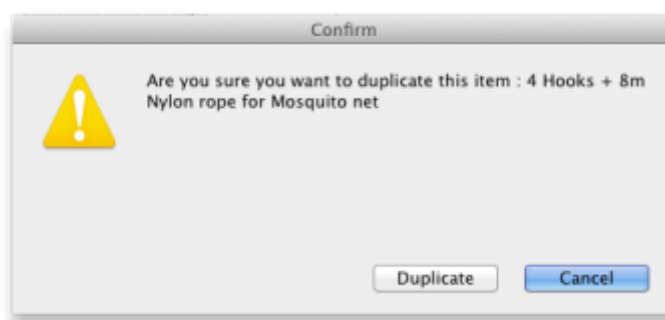 Confirm
Are you sure you want to duplicate this item : 4 Hooks + 8m
Nylon rope for Mosquito net
Duplicate
Cancel